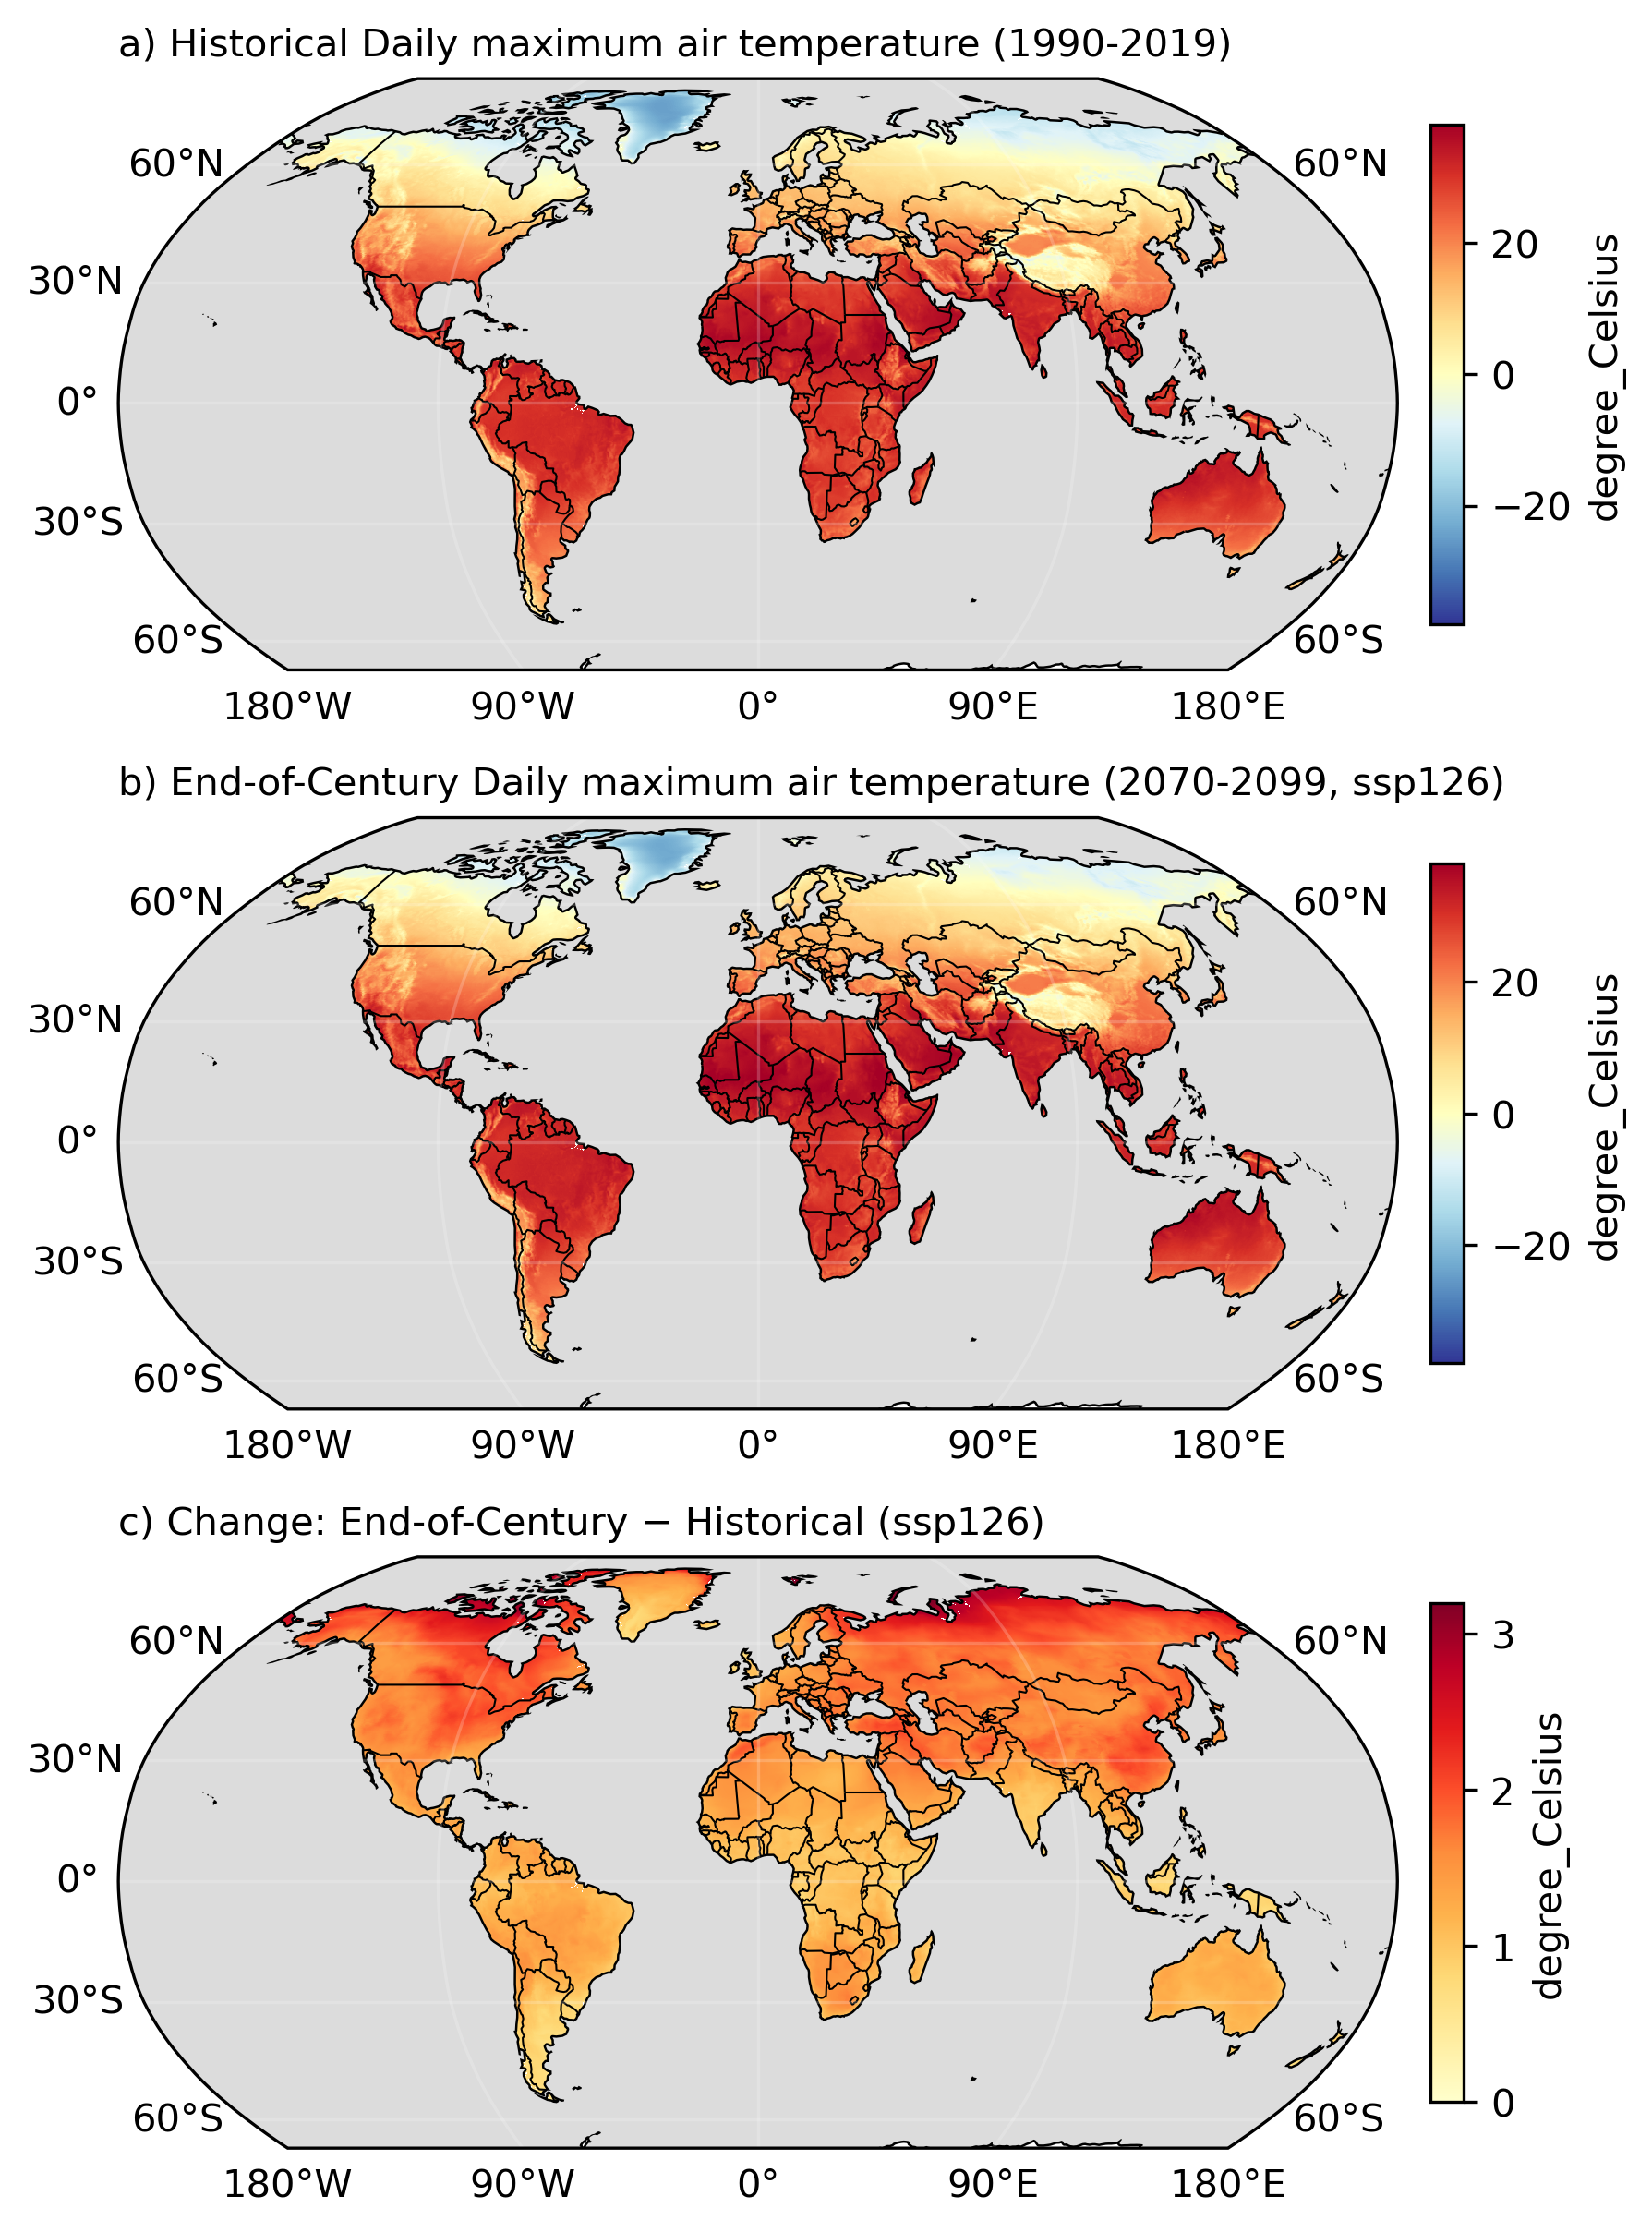 a) Historical Daily maximum air temperature (1990-2019)
60°N 60°N
30°N
0°
30°S
60°S 60°S
180°W 90°W 0° 90°E 180°E
20
0
−20
degree_Celsius
b) End-of-Century Daily maximum air temperature (2070-2099, ssp126)
60°N 60°N
30°N
0°
30°S
60°S 60°S
180°W 90°W 0° 90°E 180°E
20
0
−20
degree_Celsius
c) Change: End-of-Century − Historical (ssp126)
60°N 60°N
30°N
0°
30°S
60°S 60°S
180°W 90°W 0° 90°E 180°E
3
2
1
0
degree_Celsius